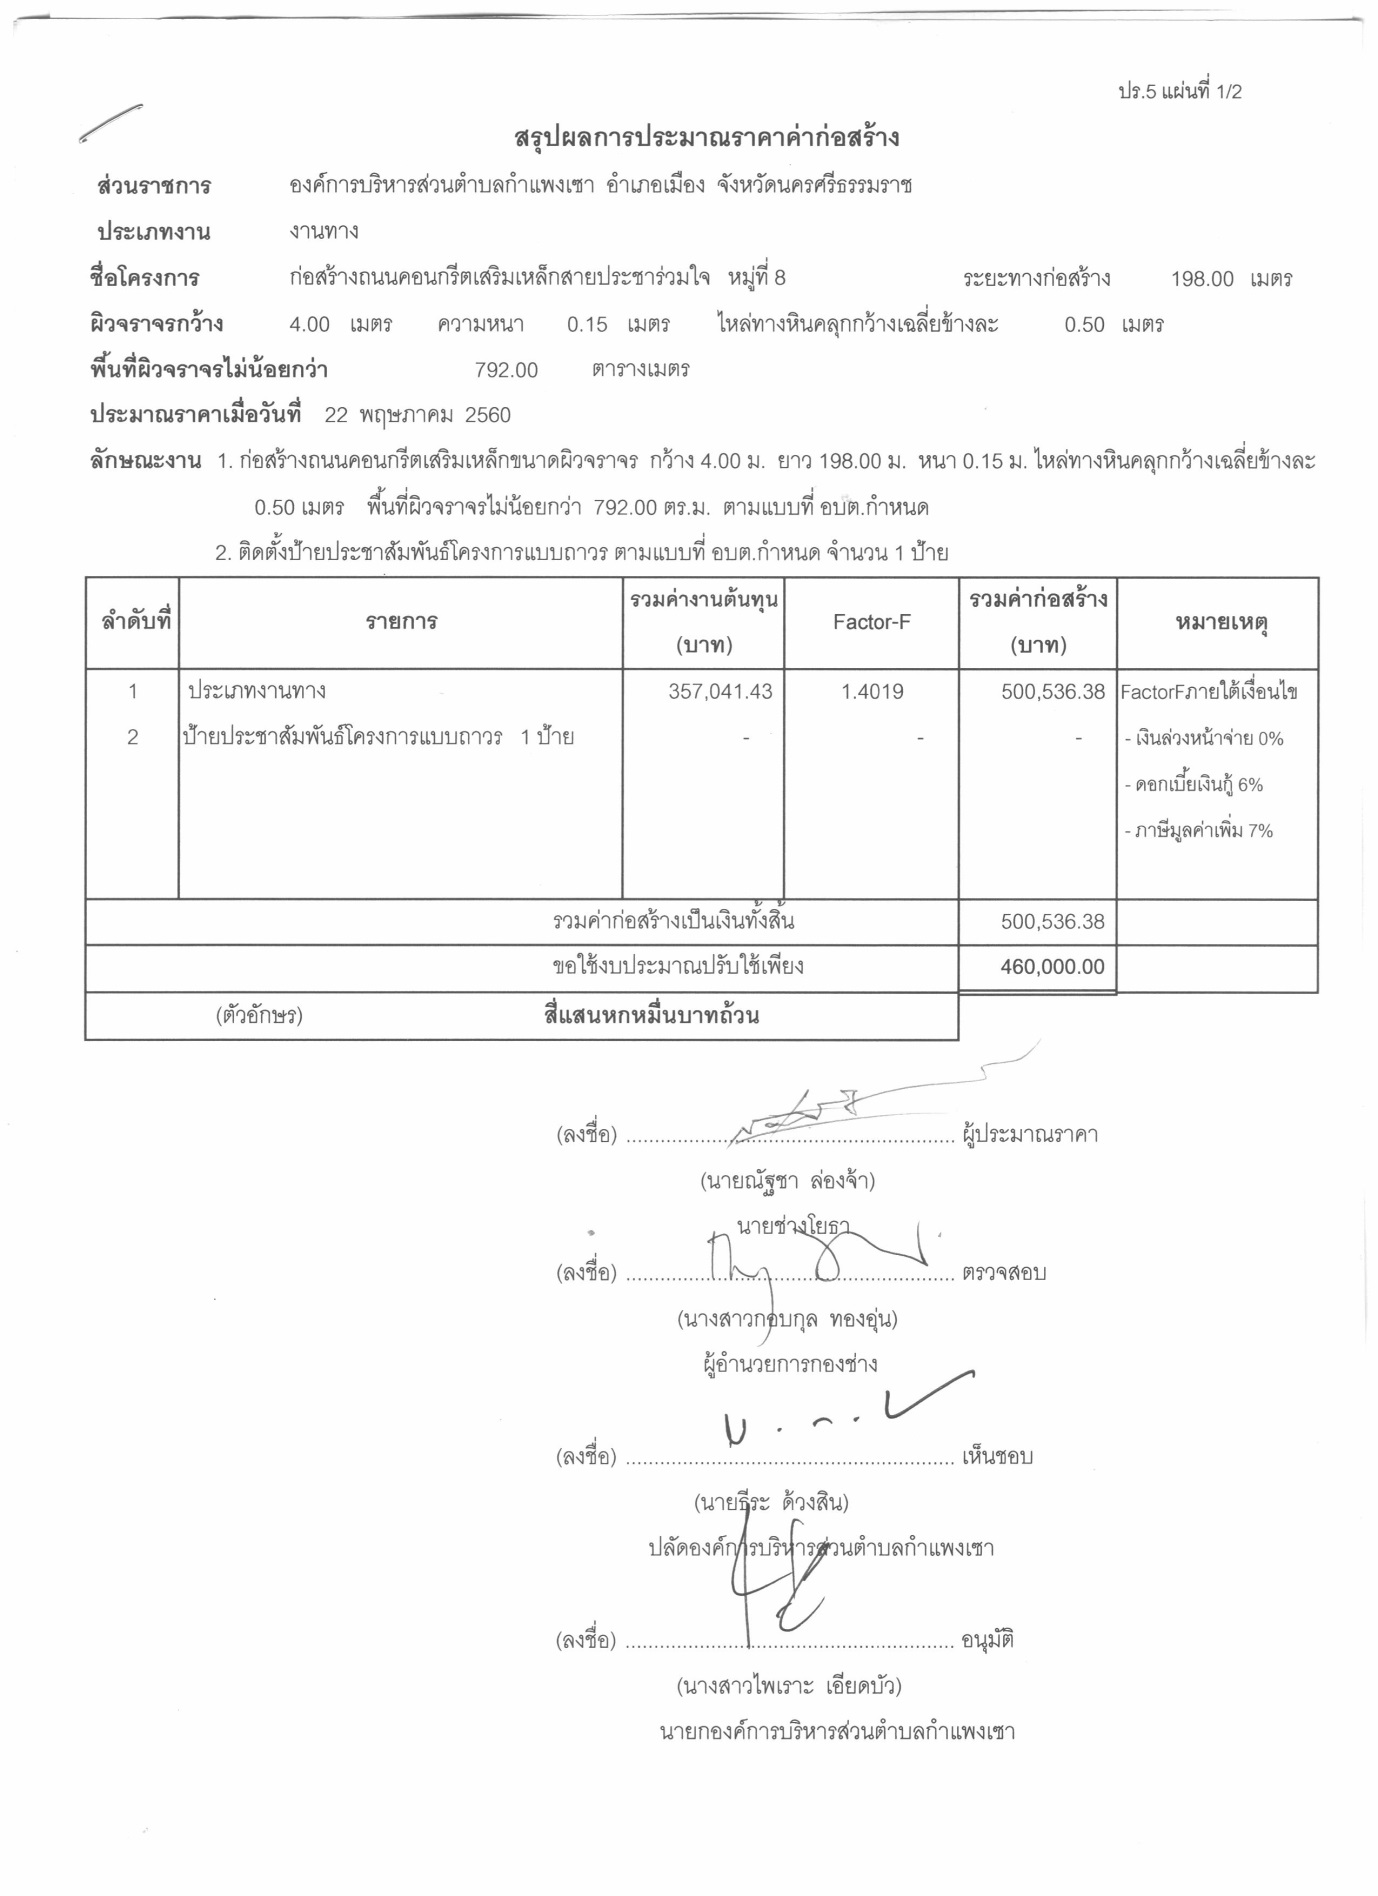 ปร.5 แผ่นที่ 1/2
สรุปผลการประมาณราคาค่าก่อสร้าง
ส่วนราชการ องค์การบริหารส่วนตำบลกำแพงเซา อำเภอเมือง จังหวัดนครศรีธรรมราช
ประเภทงาน งานทาง
ชื่อโครงการ ก่อสร้างถนนคอนกรีตเสริมเหล็กสายประชาร่วมใจ หมู่ที่ 8 ระยะทางก่อสร้าง 198.00 เมตร
ผิวจราจรกว้าง 4.00 เมตร ความหนา 0.15 เมตร ไหล่ทางหินคลุกกว้างเฉลี่ยข้างละ 0.50 เมตร
พื้นที่ผิวจราจรไม่น้อยกว่า 792.00 ตารางเมตร
ประมาณราคาเมื่อวันที่ 22 พฤษภาคม 2560
ลักษณะงาน 1. ก่อสร้างถนนคอนกรีตเสริมเหล็กขนาดผิวจราจร กว้าง 4.00 ม. ยาว 198.00 ม. หนา 0.15 ม. ไหล่ทางหินคลุกกว้างเฉลี่ยข้างละ
0.50 เมตร พื้นที่ผิวจราจรไม่น้อยกว่า 792.00 ตร.ม. ตามแบบที่ อบต.กำหนด
2. ติดตั้งป้ายประชาสัมพันธ์โครงการแบบถาวร ตามแบบที่ อบต.กำหนด จำนวน 1 ป้าย
ลำดับที่ รายการ รวมค่างานต้นทุน (บาท) Factor-F รวมค่าก่อสร้าง (บาท) หมายเหตุ
1 ประเภทงานทาง 357,041.43 1.4019 500,536.38 FactorFภายใต้เงื่อนไข
2 ป้ายประชาสัมพันธ์โครงการแบบถาวร 1 ป้าย - - - - เงินล่วงหน้าจ่าย 0%
- ดอกเบี้ยเงินกู้ 6%
- ภาษีมูลค่าเพิ่ม 7%
รวมค่าก่อสร้างเป็นเงินทั้งสิ้น 500,536.38
ขอใช้งบประมาณปรับใช้เพียง 460,000.00
(ตัวอักษร) สี่แสนหกหมื่นบาทถ้วน
(ลงชื่อ) ........................................................ ผู้ประมาณราคา
(นายณัฐชา ล่องจ้า)
นายช่างโยธา
(ลงชื่อ) ........................................................ ตรวจสอบ
(นางสาวกอบกุล ทองอุ่น)
ผู้อำนวยการกองช่าง
(ลงชื่อ) ........................................................ เห็นชอบ
(นายธีระ ด้วงสิน)
ปลัดองค์การบริหารส่วนตำบลกำแพงเซา
(ลงชื่อ) ........................................................ อนุมัติ
(นางสาวไพเราะ เอียดบัว)
นายกองค์การบริหารส่วนตำบลกำแพงเซา